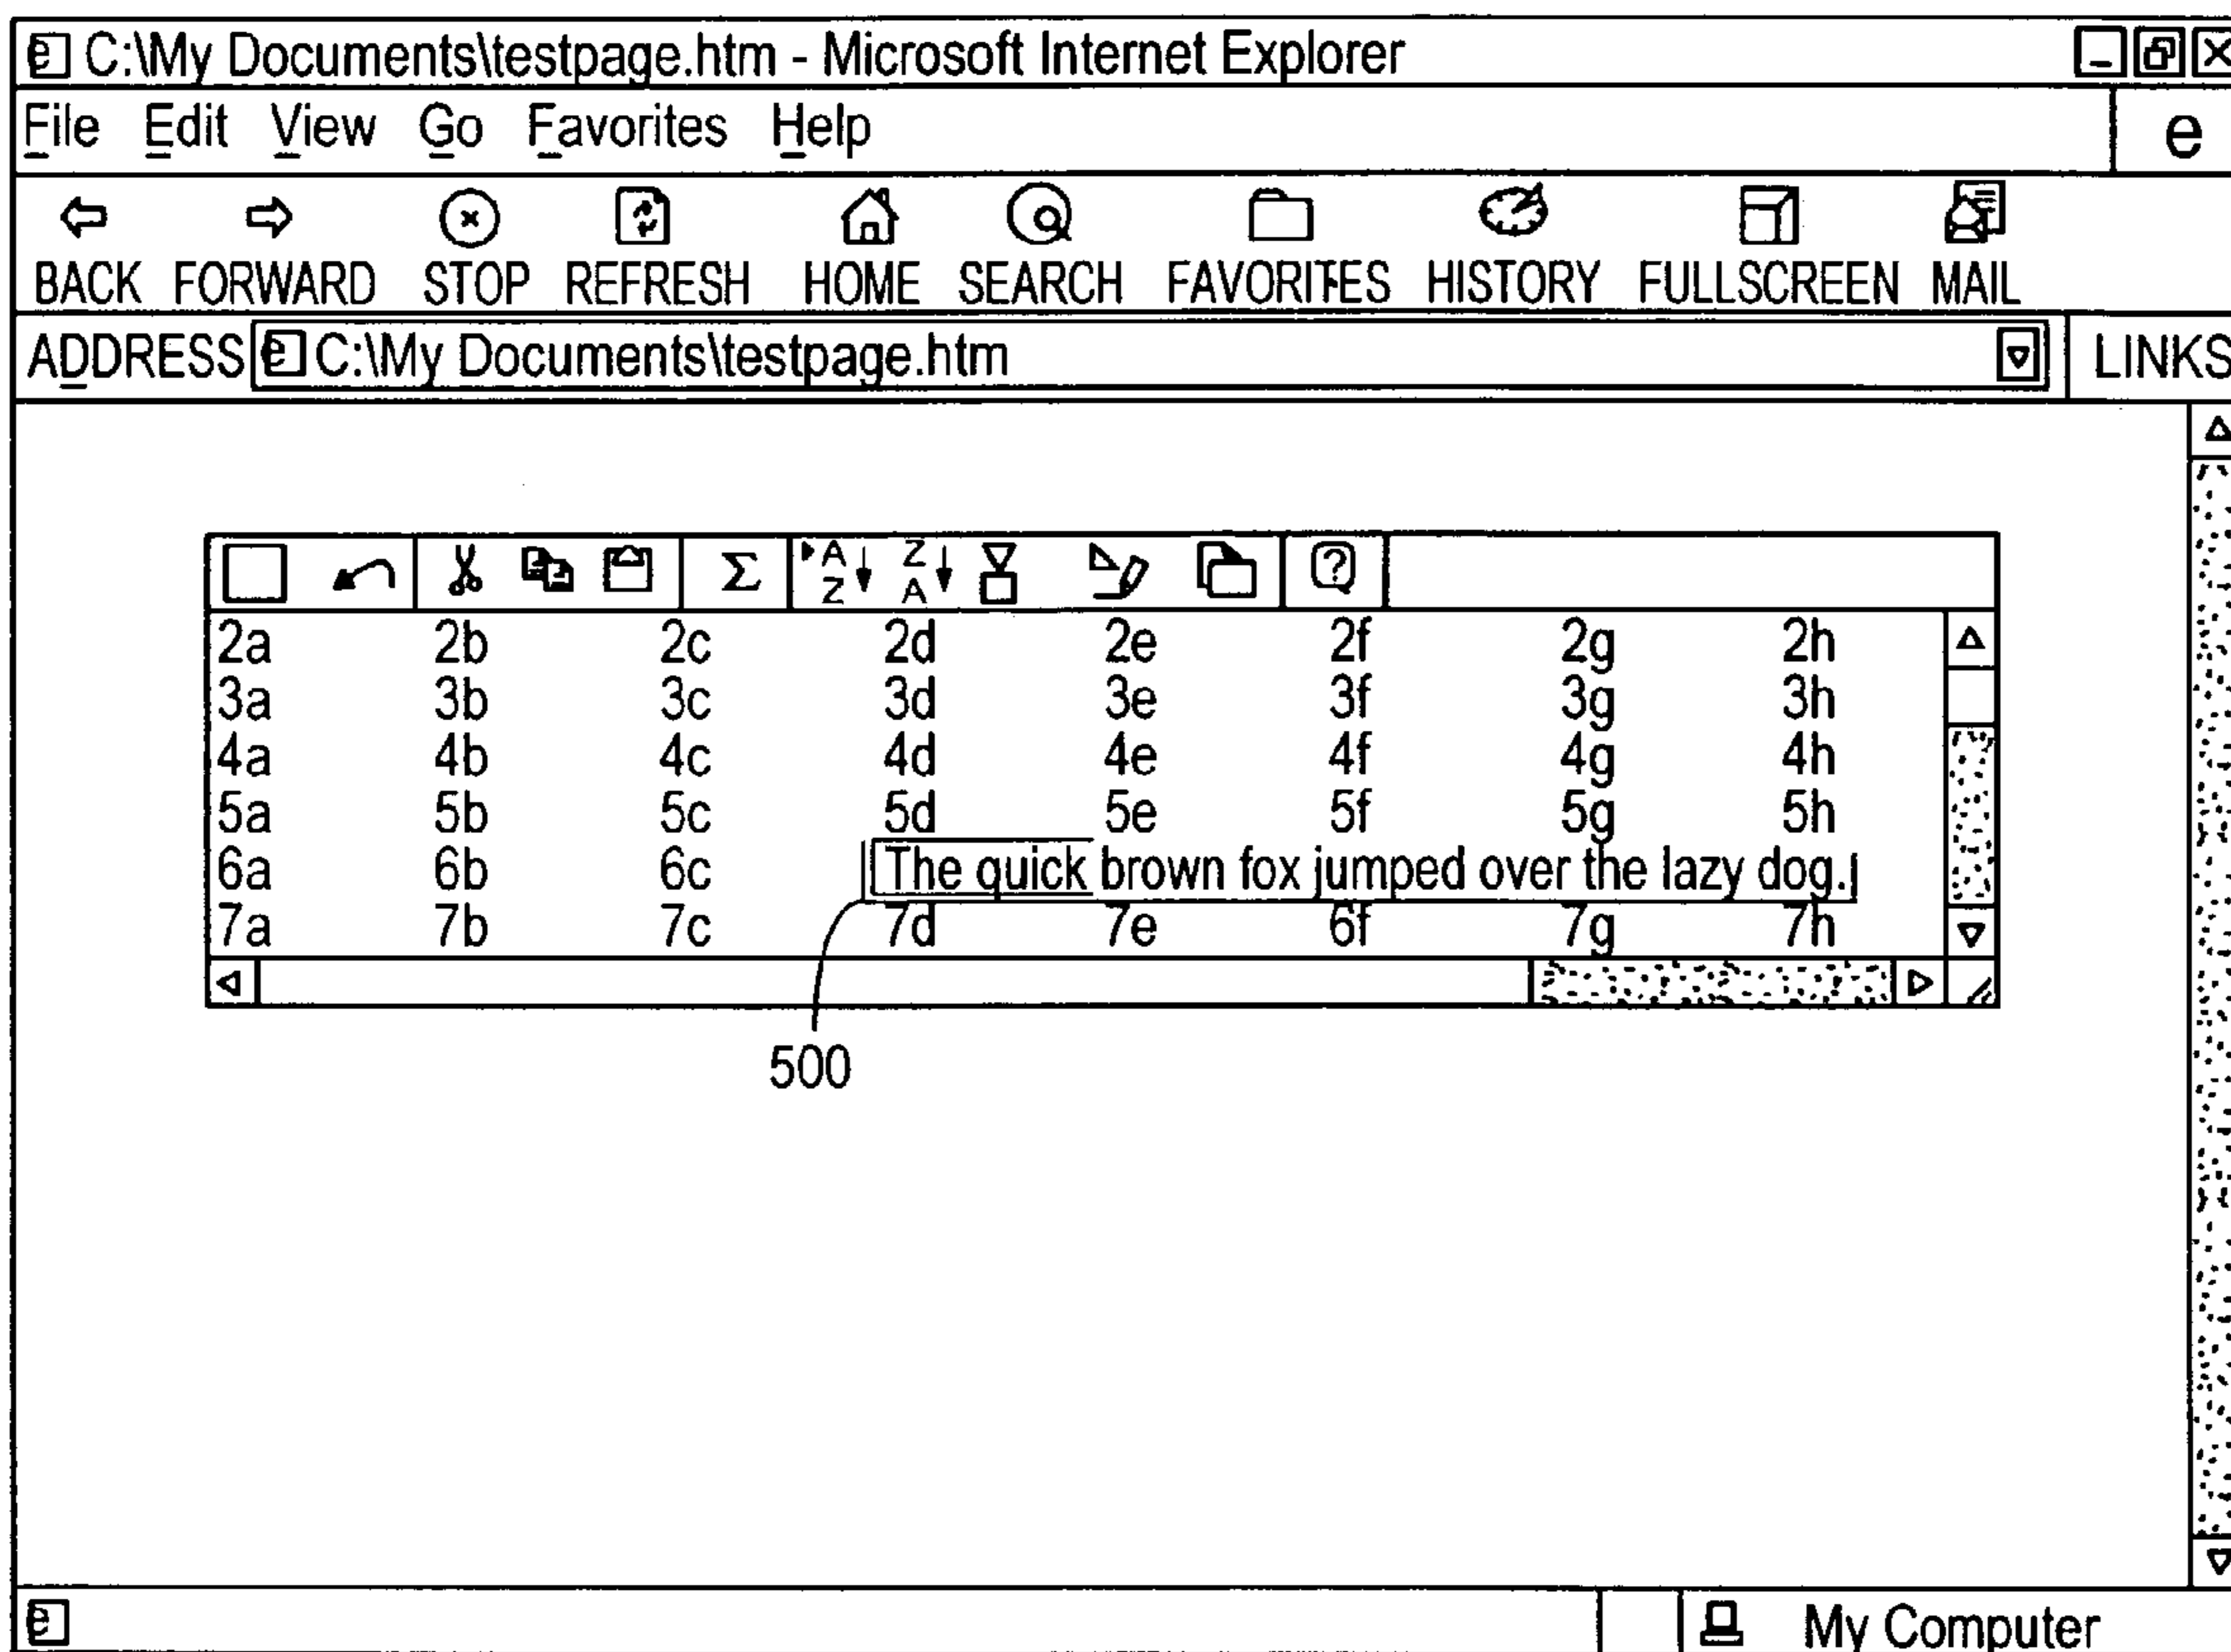 C:\My Documents\testpage.htm - Microsoft Internet Explorer
File Edit View Go Favorites Help
e
BACK FORWARD STOP REFRESH HOME SEARCH FAVORITES HISTORY FULLSCREEN MAIL
ADDRESS C:\My Documents\testpage.htm LINKS
Σ A Z Z A ?
2a 2b 2c 2d 2e 2f 2g 2h
3a 3b 3c 3d 3e 3f 3g 3h
4a 4b 4c 4d 4e 4f 4g 4h
5a 5b 5c 5d 5e 5f 5g 5h
6a 6b 6c The quick brown fox jumped over the lazy dog.
7a 7b 7c 7d 7e 6f 7g 7h
500
My Computer